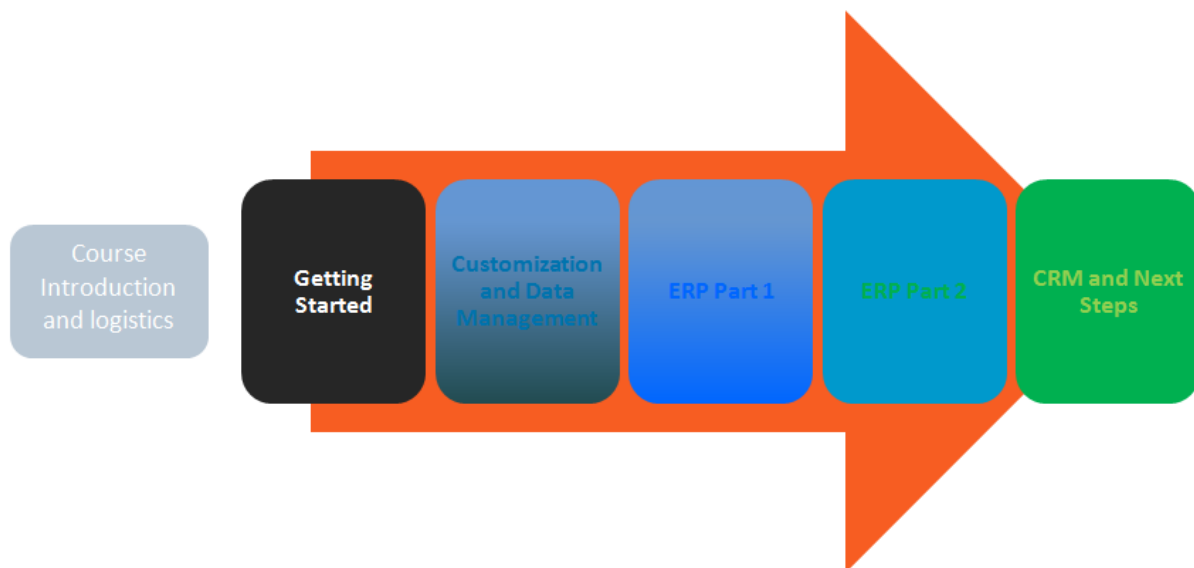 Course
Introduction
and logistics
Getting
Started
Customization
and Data
Management
ERP Part 1
ERP Part 2
CRM and Next
Steps